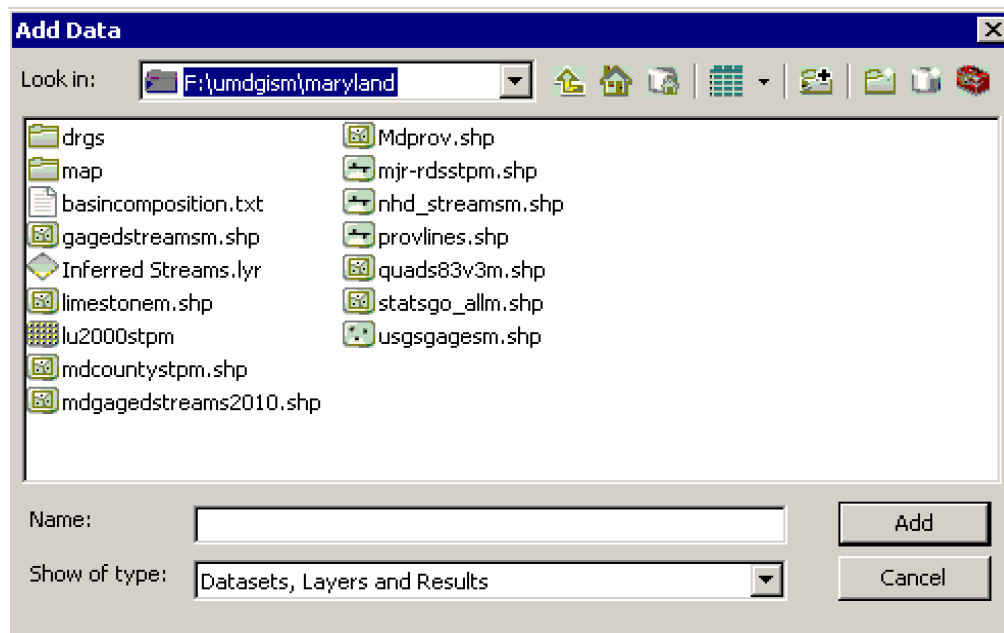 Add Data
Look in:
F:\umdgism\maryland
drgs
map
basincomposition.txt
gagedstreamsm.shp
Inferred Streams.lyr
limestonem.shp
lu2000stpm
mdcountystpm.shp
mdgagedstreams2010.shp
Mdprov.shp
mjr-rdsstpm.shp
nhd_streamsm.shp
provlines.shp
quads83v3m.shp
statsgo_allm.shp
usgsgagesm.shp
Name:
Add
Show of type:
Datasets, Layers and Results
Cancel